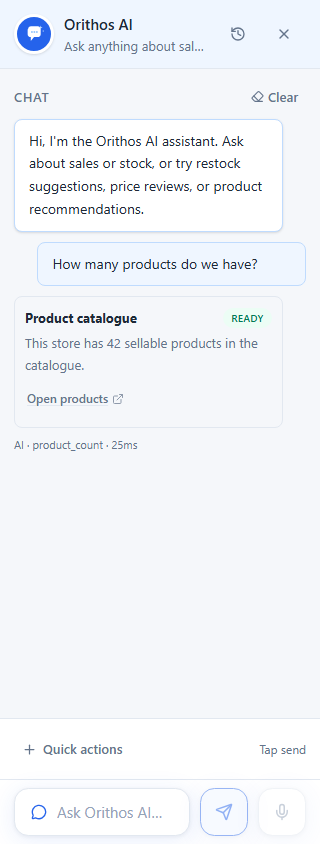 Orithos AI
Ask anything about sal...
CHAT
Clear
Hi, I'm the Orithos AI assistant. Ask
about sales or stock, or try restock
suggestions, price reviews, or product
recommendations.
How many products do we have?
Product catalogue
READY
This store has 42 sellable products in the
catalogue.
Open products
AI · product_count · 25ms
Quick actions
Tap send
Ask Orithos AI...